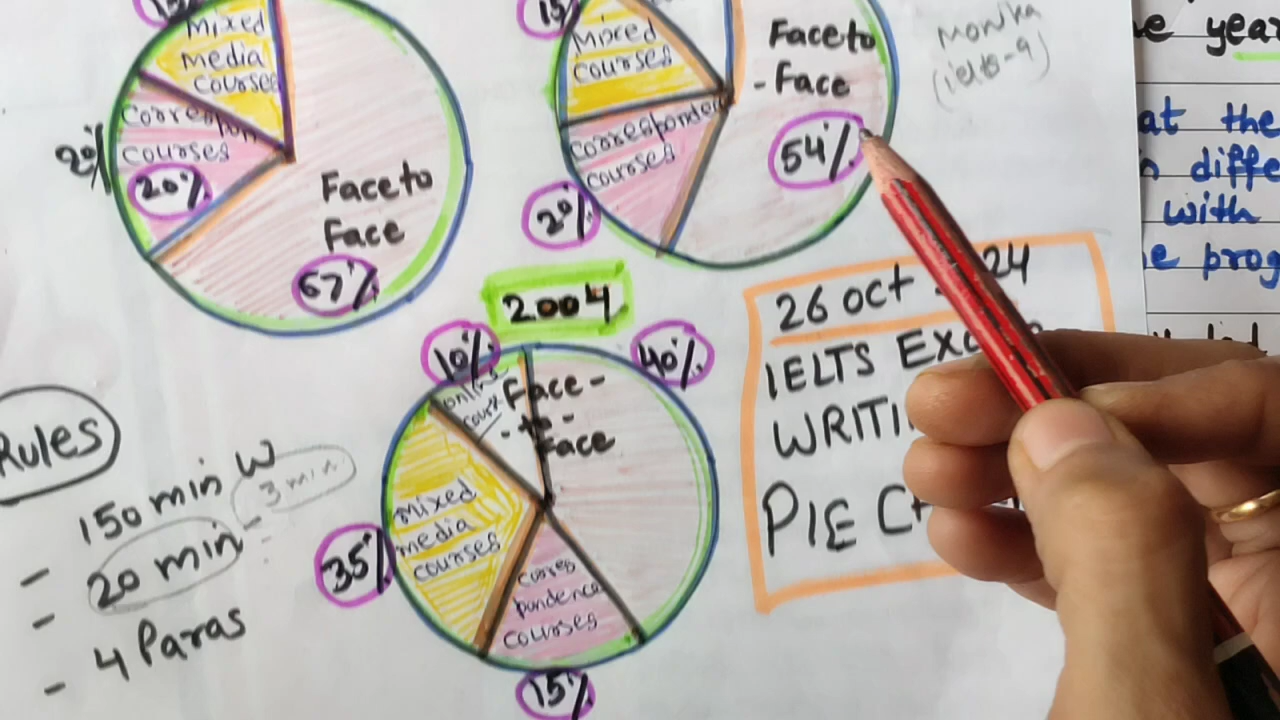 Mixed
media
Courses
courses
20%
20%
Face to
Face
67%
15%
Mixed
courses
Correspondence
courses
20%
Face to
-Face
54%
Monika
(ielts-9)
2004
10%
40%
online
Face-
-to-
Face
Mixed
media
courses
35%
corres
pondence
courses
15%
Rules
150 min W
3 min
- 20 min -
- 4 Paras
-
26 oct
24
IELTS
WRITI
PIE
year
at the
diffe
with
prog